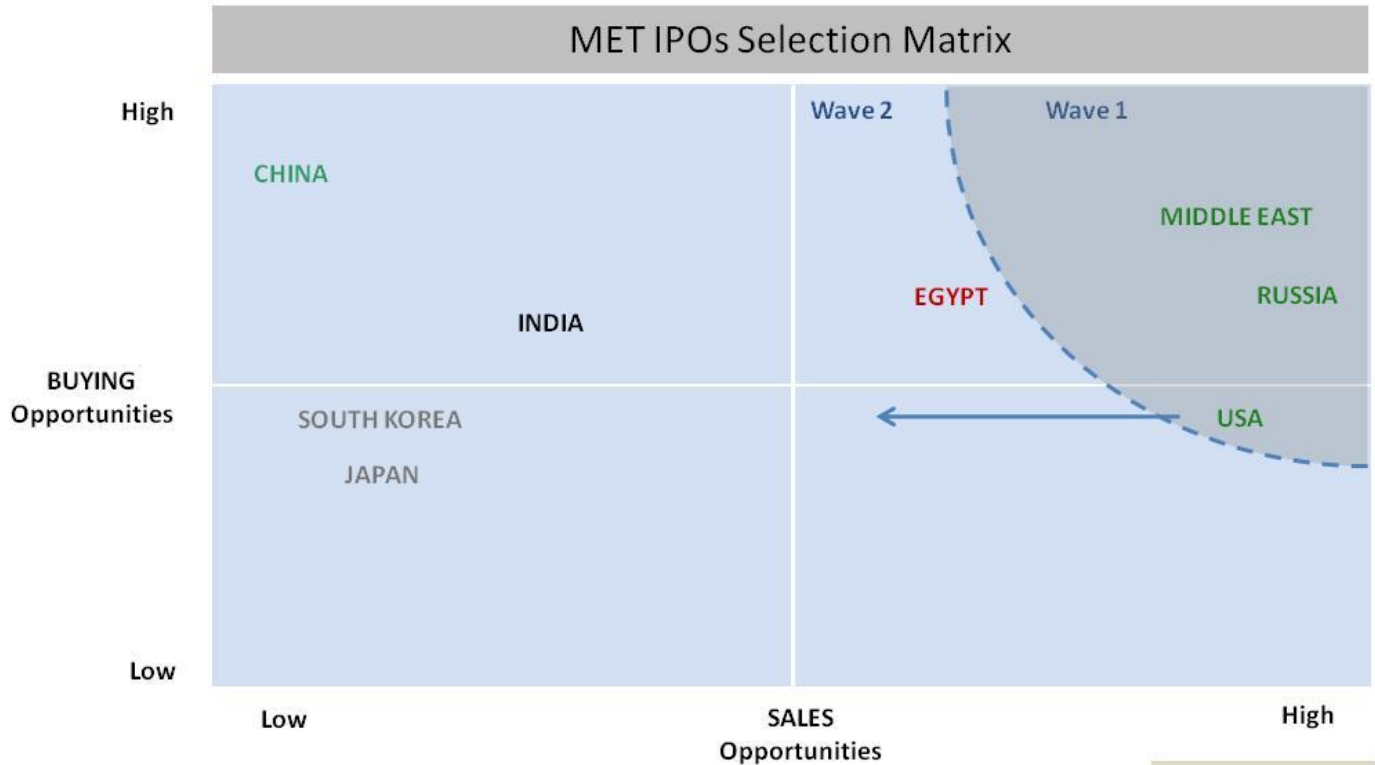 MET IPOs Selection Matrix
High
Wave 2
Wave 1
CHINA
MIDDLE EAST
EGYPT
RUSSIA
INDIA
BUYING
Opportunities
SOUTH KOREA
USA
JAPAN
Low
Low
SALES
Opportunities
High